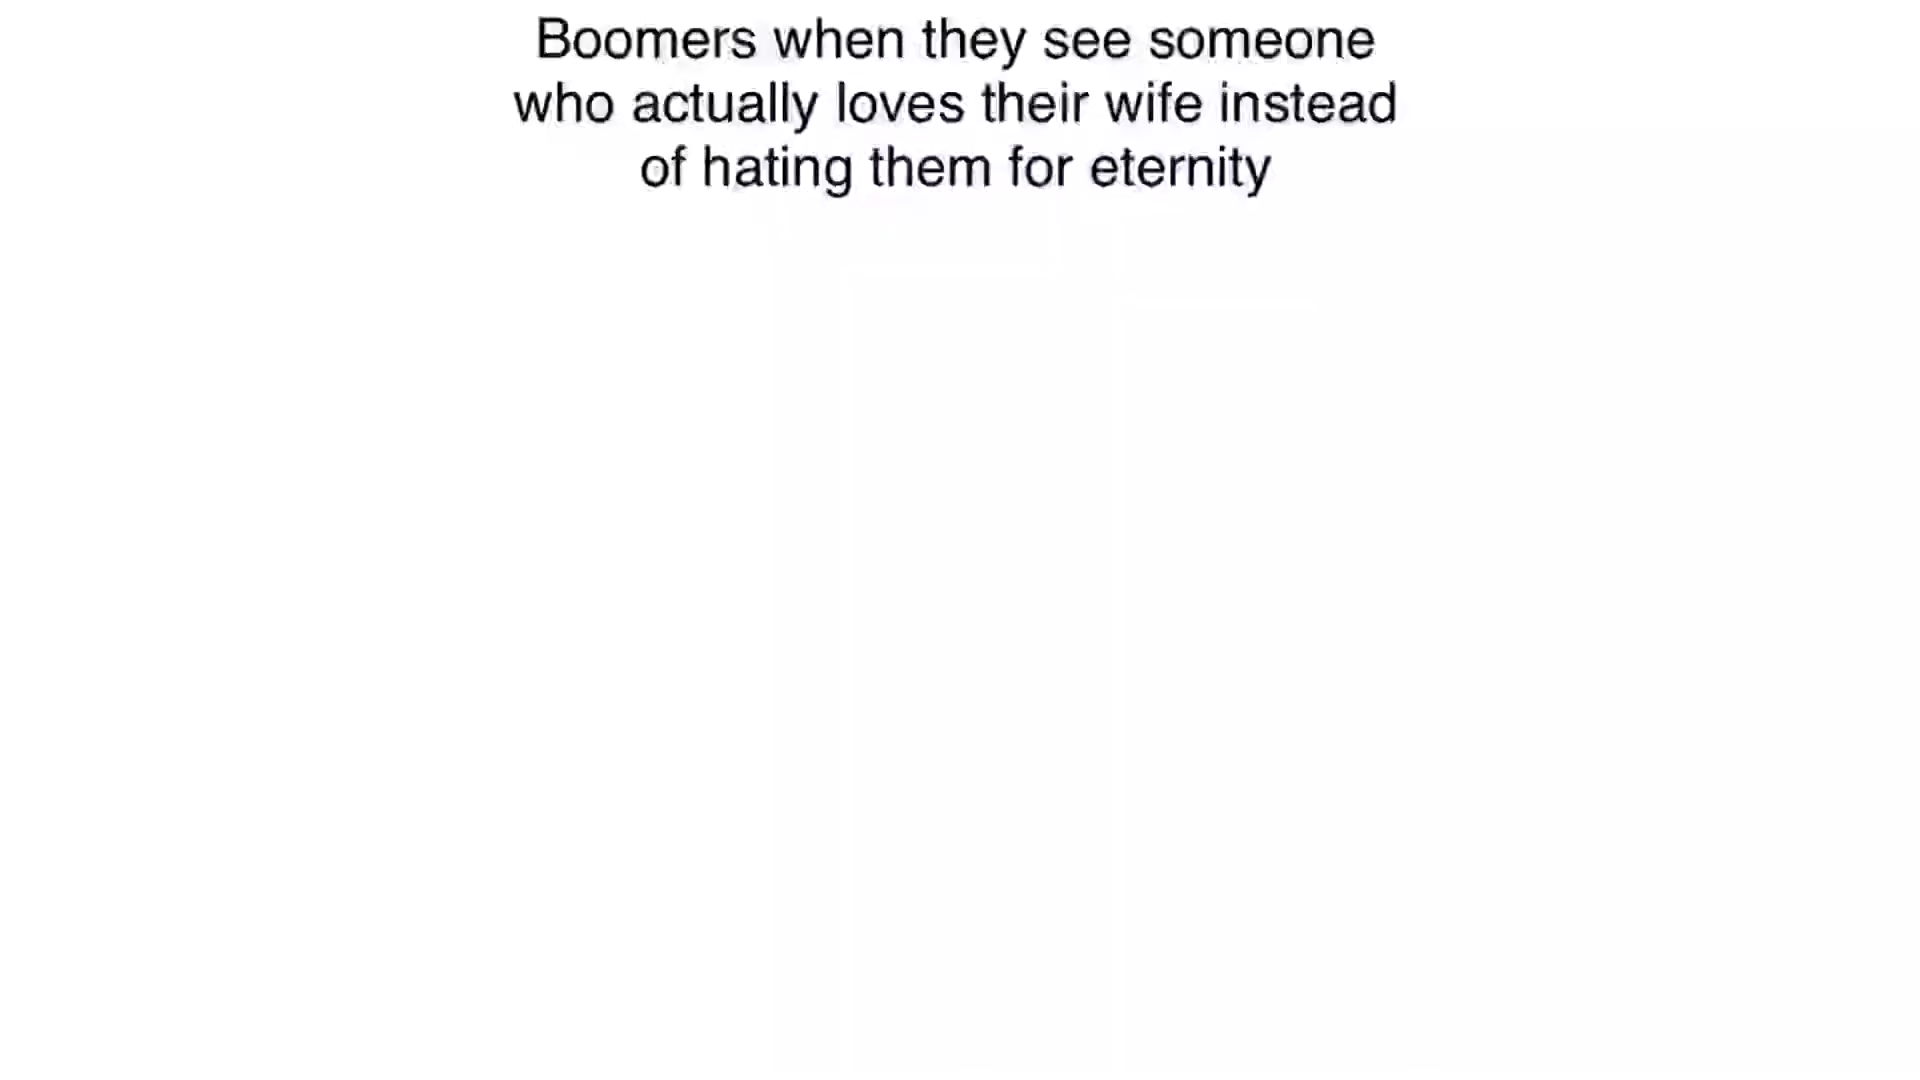 Boomers when they see someone
who actually loves their wife instead
of hating them for eternity